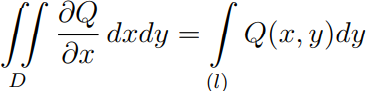 ∬_D ∂Q/∂x dxdy = ∫_(l) Q(x, y)dy